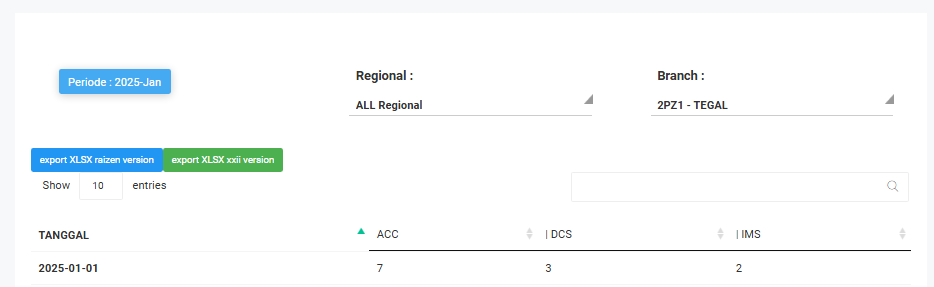 Regional :
Branch :
Periode : 2025-Jan
ALL Regional
2PZ1 - TEGAL
export XLSX raizen version
export XLSX xxii version
Show 10 entries
TANGGAL
ACC
| DCS
| IMS
2025-01-01
7
3
2